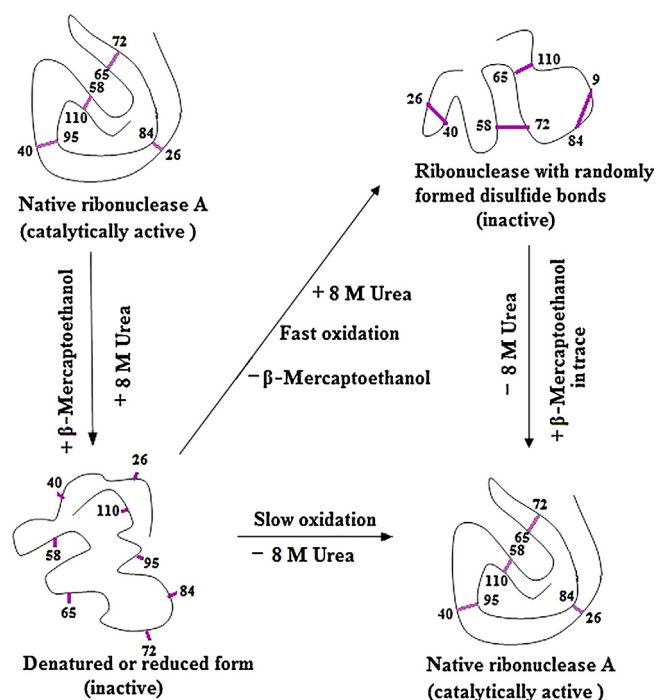 72
65
58
110
95
84
40
26
Native ribonuclease A
(catalytically active )
110
65
9
26
40
58
72
84
Ribonuclease with randomly
formed disulfide bonds
(inactive)
+ β-Mercaptoethanol
+ 8 M Urea
+ 8 M Urea
Fast oxidation
− β-Mercaptoethanol
− 8 M Urea
+ β-Mercaptoethanol
in trace
26
40
110
58
95
65
84
72
Denatured or reduced form
(inactive)
Slow oxidation
− 8 M Urea
72
65
58
110
95
84
40
26
Native ribonuclease A
(catalytically active )